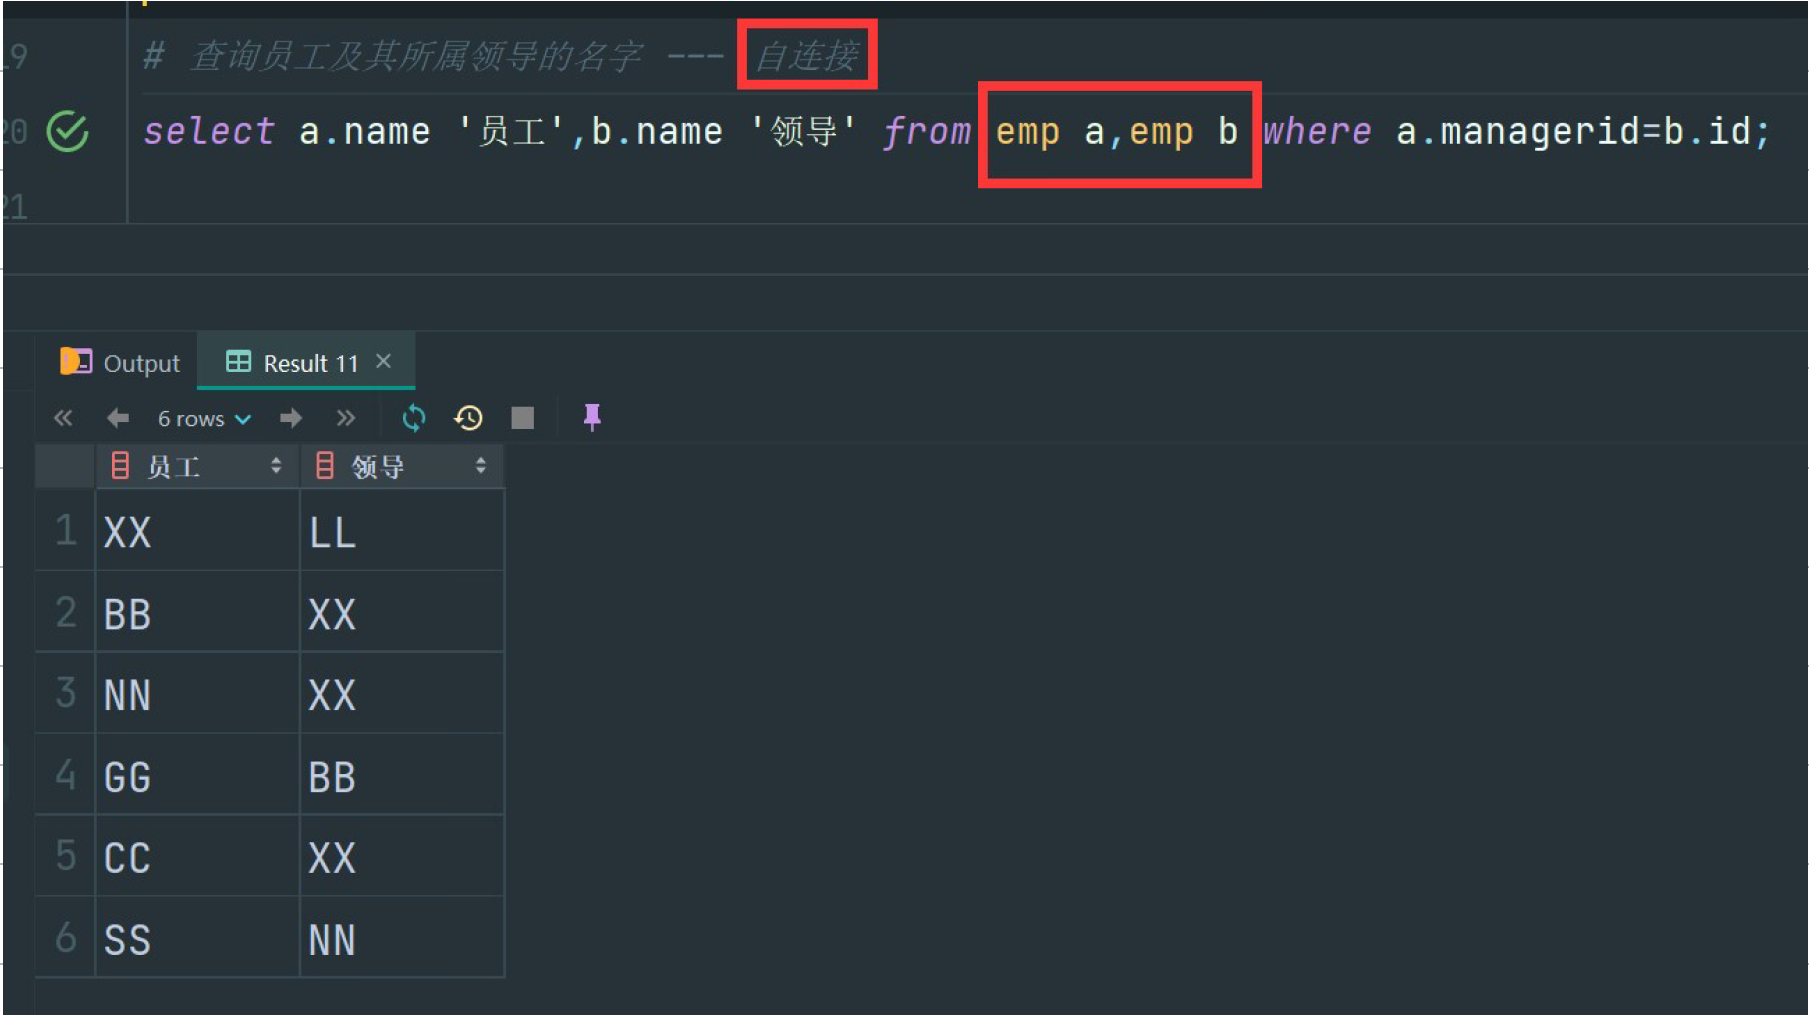 19 # 查询员工及其所属领导的名字 --- 自连接
20 select a.name '员工',b.name '领导' from emp a,emp b where a.managerid=b.id;
21
Output Result 11 ×
6 rows
员工 领导
1 XX LL
2 BB XX
3 NN XX
4 GG BB
5 CC XX
6 SS NN